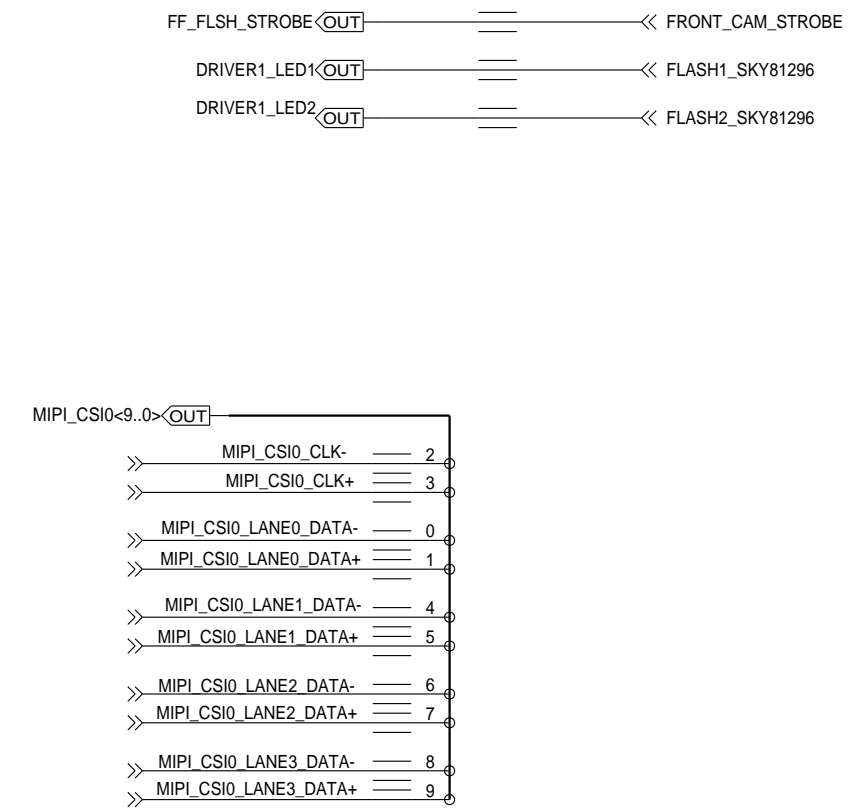 FF_FLSH_STROBE OUT FRONT_CAM_STROBE
DRIVER1_LED1 OUT FLASH1_SKY81296
DRIVER1_LED2 OUT FLASH2_SKY81296
MIPI_CSI0<9..0> OUT
MIPI_CSI0_CLK- 2
MIPI_CSI0_CLK+ 3
MIPI_CSI0_LANE0_DATA- 0
MIPI_CSI0_LANE0_DATA+ 1
MIPI_CSI0_LANE1_DATA- 4
MIPI_CSI0_LANE1_DATA+ 5
MIPI_CSI0_LANE2_DATA- 6
MIPI_CSI0_LANE2_DATA+ 7
MIPI_CSI0_LANE3_DATA- 8
MIPI_CSI0_LANE3_DATA+ 9